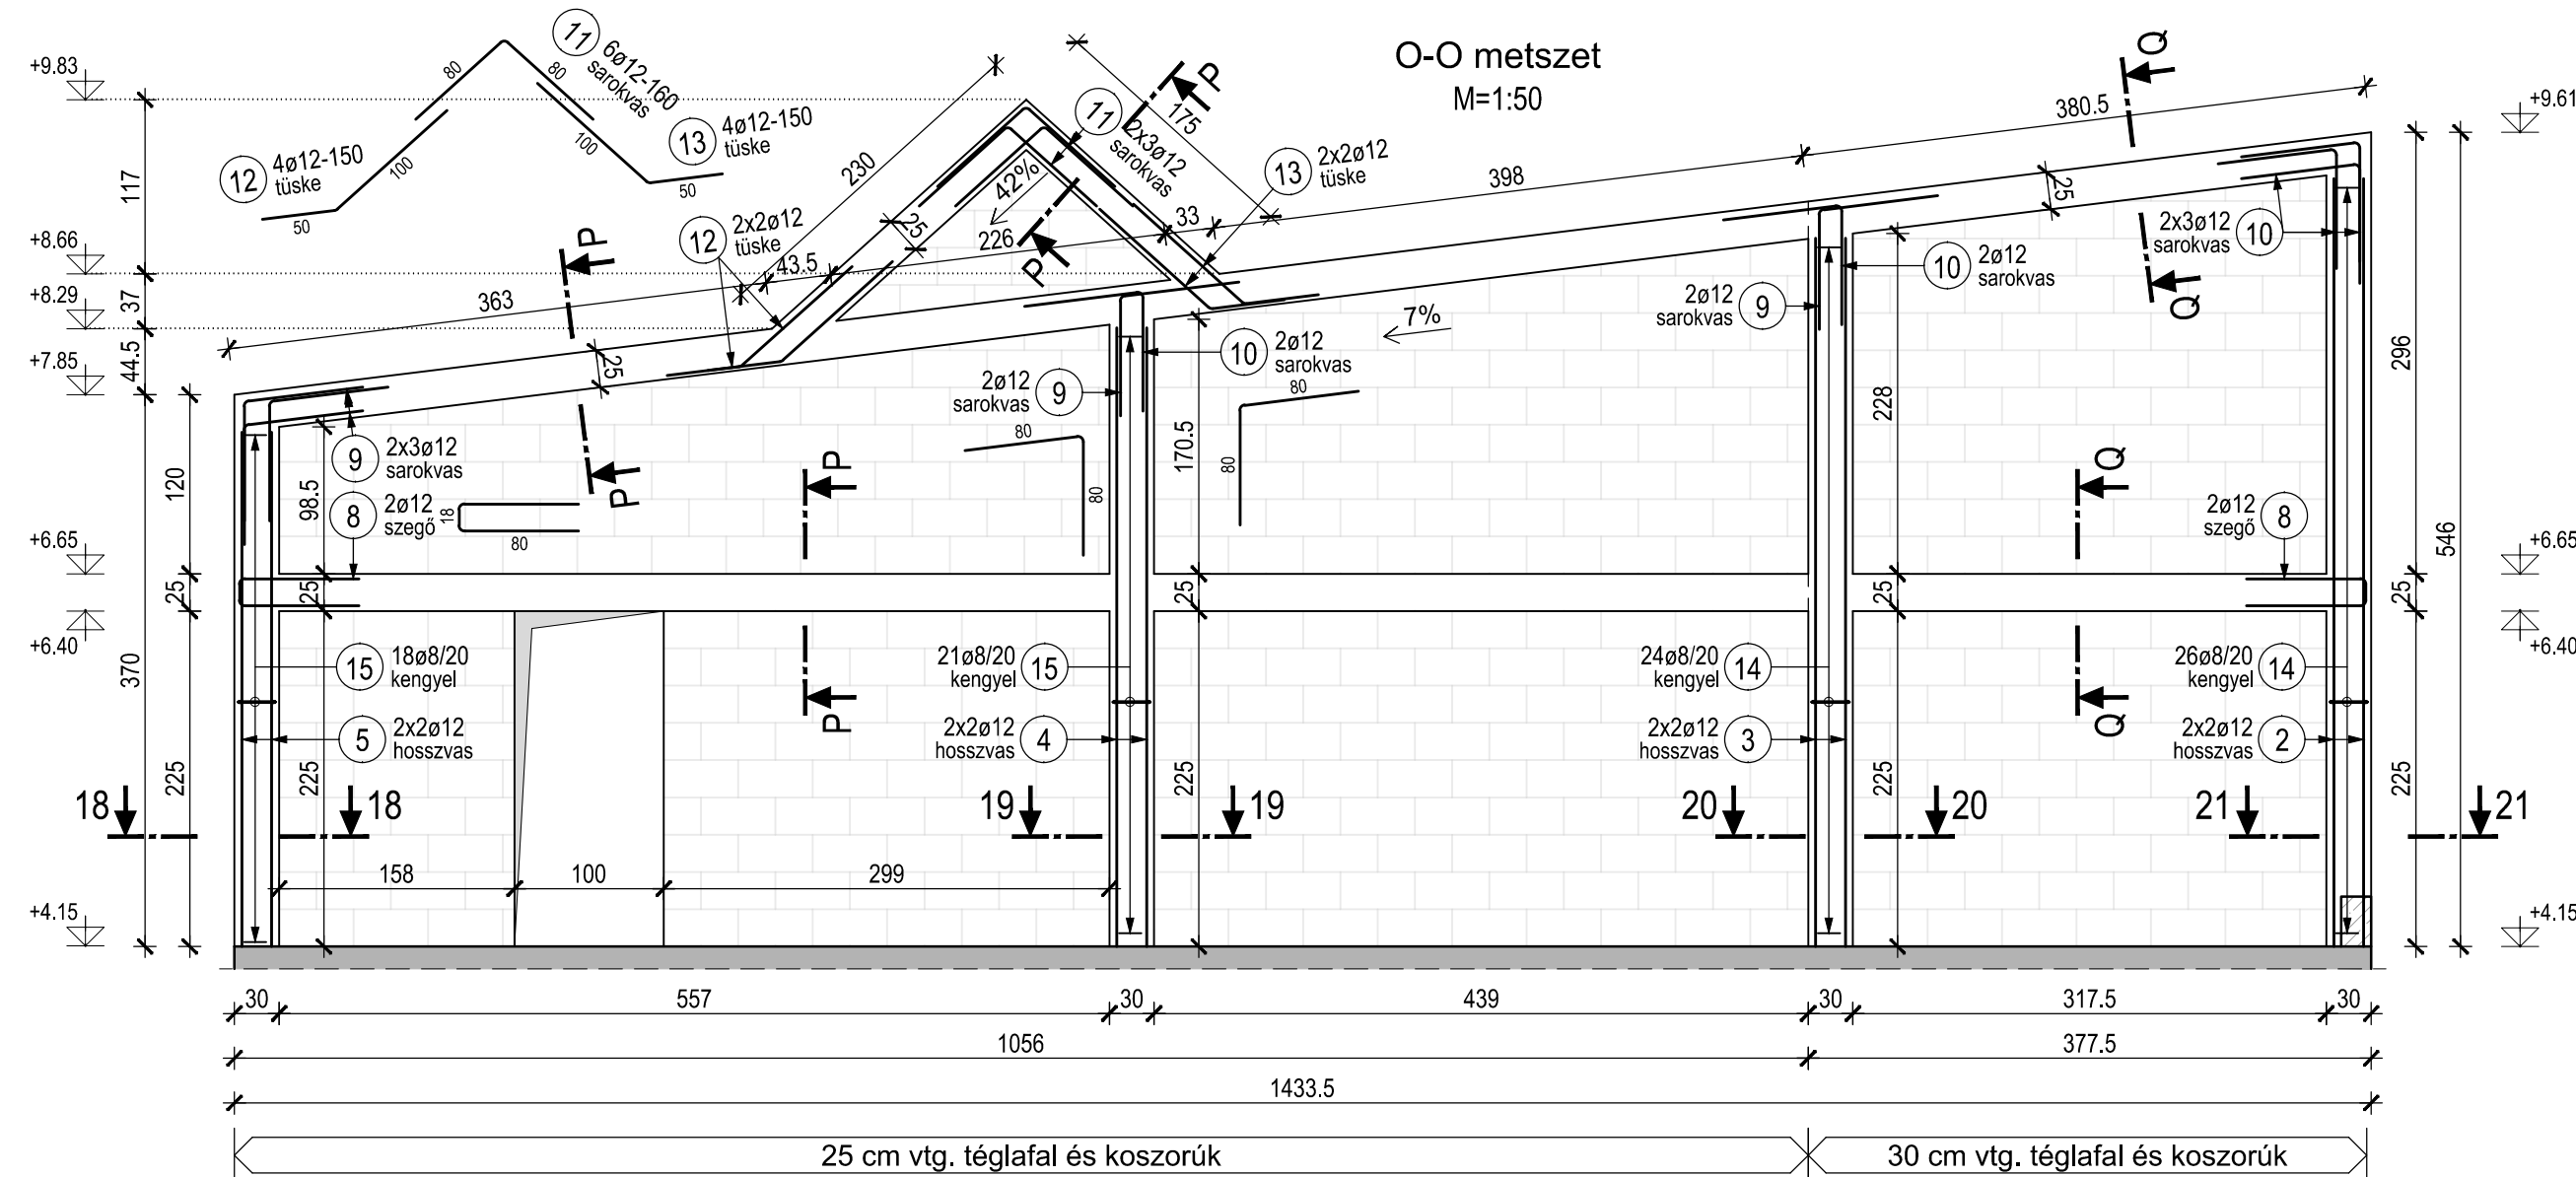 O-O metszet
M=1:50
+9.83
+8.66
+8.29
+7.85
+6.65
+6.40
+4.15
117
37
44.5
370
120
25
225
11
6ø12-160
sarokvas
80
80
100
100
50
50
12
4ø12-150
tüske
13
4ø12-150
tüske
230
175
11
2x3ø12
sarokvas
13
2x2ø12
tüske
12
2x2ø12
tüske
42%
25
226
33
43.5
363
398
380.5
P
P
P
P
P
P
Q
Q
Q
Q
25
25
7%
9
2x3ø12
sarokvas
8
2ø12
szegő
18
80
98.5
25
225
2ø12
sarokvas
9
10
2ø12
sarokvas
80
80
80
80
170.5
25
225
2ø12
sarokvas
9
10
2ø12
sarokvas
2x3ø12
sarokvas
10
228
25
225
2ø12
szegő
8
15
18ø8/20
kengyel
5
2x2ø12
hosszvas
21ø8/20
kengyel
15
2x2ø12
hosszvas
4
24ø8/20
kengyel
14
2x2ø12
hosszvas
3
26ø8/20
kengyel
14
2x2ø12
hosszvas
2
18
18
19
19
20
20
21
21
158
100
299
+9.61
+6.65
+6.40
+4.15
296
25
225
546
30
557
30
439
30
317.5
30
1056
377.5
1433.5
25 cm vtg. téglafal és koszorúk
30 cm vtg. téglafal és koszorúk